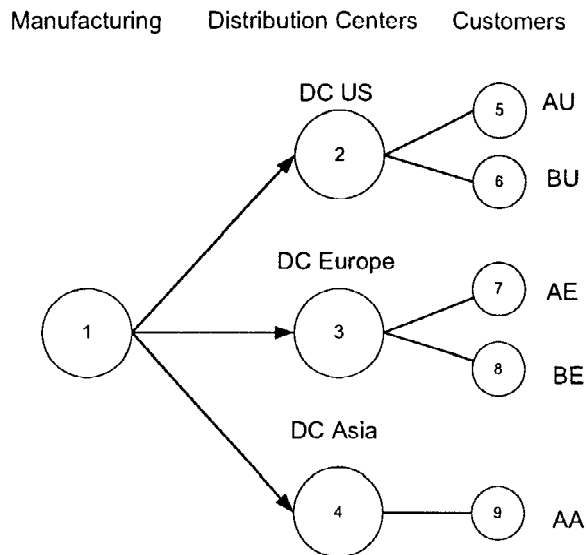 Manufacturing Distribution Centers Customers
DC US
5 AU
2
6 BU
DC Europe
7 AE
1 3
8 BE
DC Asia
4 9 AA